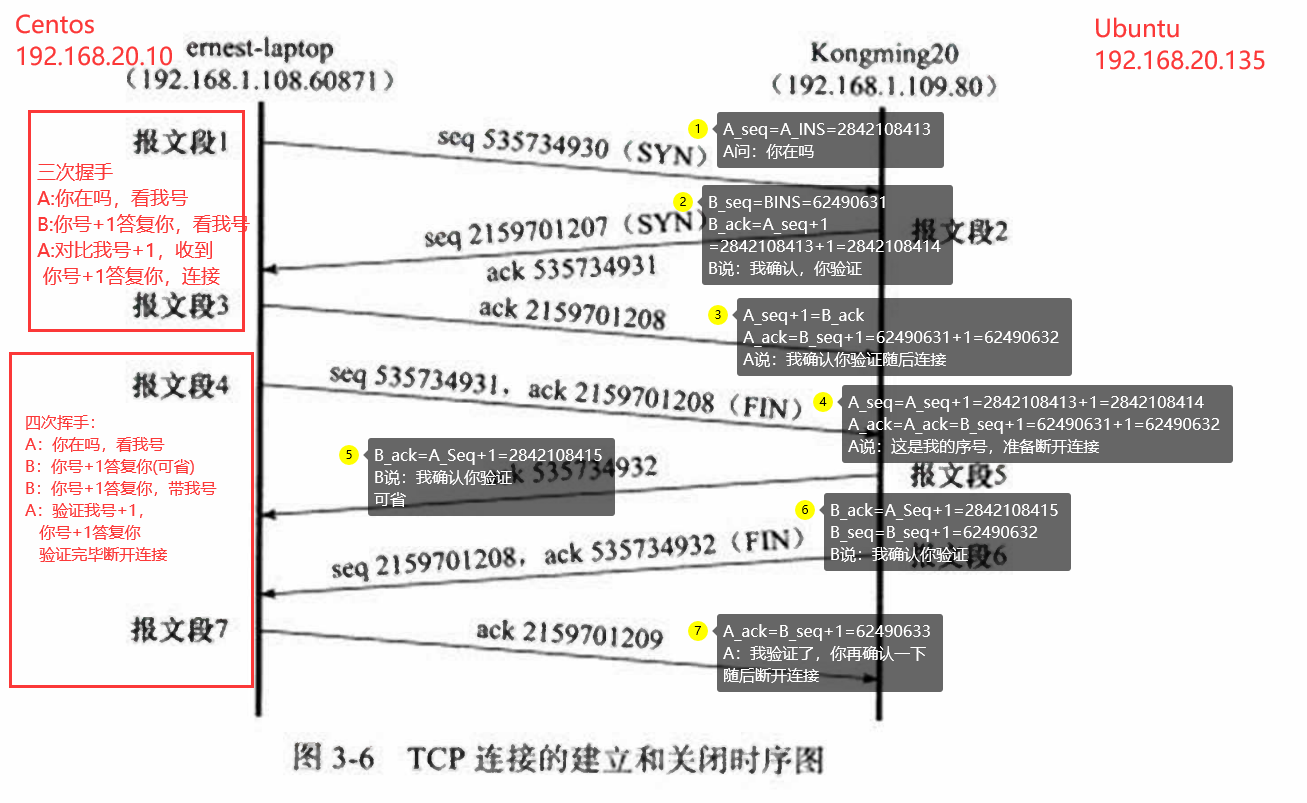 Centos
192.168.20.10
ernest-laptop
（192.168.1.108.60871）
Ubuntu
192.168.20.135
Kongming20
（192.168.1.109.80）
报文段1
seq 535734930（SYN）
1
A_seq=A_INS=2842108413
A问：你在吗
三次握手
A:你在吗，看我号
B:你号+1答复你，看我号
A:对比我号+1，收到
你号+1答复你，连接
seq 2159701207（SYN）
ack 535734931
2
B_seq=BINS=62490631
B_ack=A_seq+1
=2842108413+1=2842108414
B说：我确认，你验证
报文段2
报文段3
ack 2159701208
3
A_seq+1=B_ack
A_ack=B_seq+1=62490631+1=62490632
A说：我确认你验证随后连接
报文段4
seq 535734931，ack 2159701208（FIN）
4
A_seq=A_seq+1=2842108413+1=2842108414
A_ack=A_ack=B_seq+1=62490631+1=62490632
A说：这是我的序号，准备断开连接
四次挥手：
A：你在吗，看我号
B：你号+1答复你(可省)
B：你号+1答复你，带我号
A：验证我号+1，
你号+1答复你
验证完毕断开连接
5
B_ack=A_Seq+1=2842108415
B说：我确认你验证
可省
ack 535734932
报文段5
seq 2159701208，ack 535734932（FIN）
6
B_ack=A_Seq+1=2842108415
B_seq=B_seq+1=62490632
B说：我确认你验证
报文段6
报文段7
ack 2159701209
7
A_ack=B_seq+1=62490633
A：我验证了，你再确认一下
随后断开连接
图 3-6 TCP 连接的建立和关闭时序图